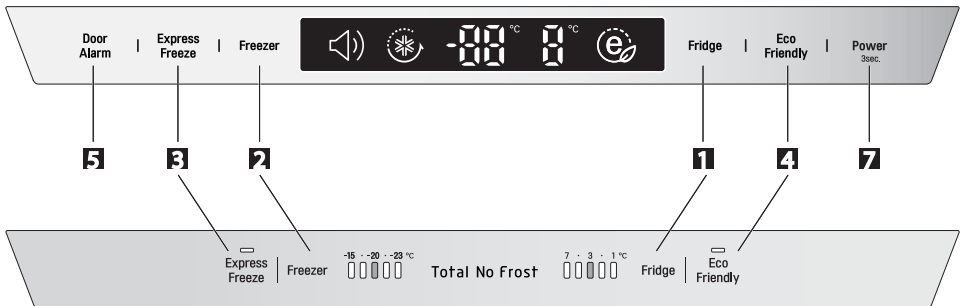 Door Alarm | Express Freeze | Freezer -88 °C 8 °C e Fridge | Eco Friendly | Power 3sec.
5 3 2 1 4 7
Express Freeze | Freezer -15 · -20 · -23 °C Total No Frost 7 · 3 · 1 °C Fridge | Eco Friendly